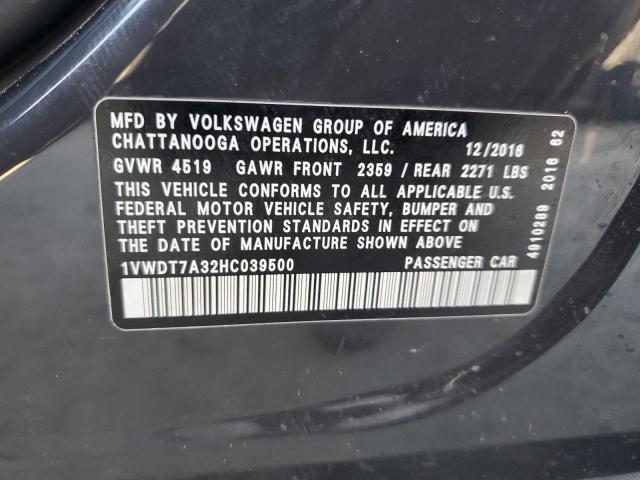 MFD BY VOLKSWAGEN GROUP OF AMERICA
CHATTANOOGA OPERATIONS, LLC. 12/2016
GVWR 4519 GAWR FRONT 2359 / REAR 2271 LBS
THIS VEHICLE CONFORMS TO ALL APPLICABLE U.S.
FEDERAL MOTOR VEHICLE SAFETY, BUMPER AND
THEFT PREVENTION STANDARDS IN EFFECT ON
THE DATE OF MANUFACTURE SHOWN ABOVE
1VWDT7A32HC039500 PASSENGER CAR
4910289 2016 62